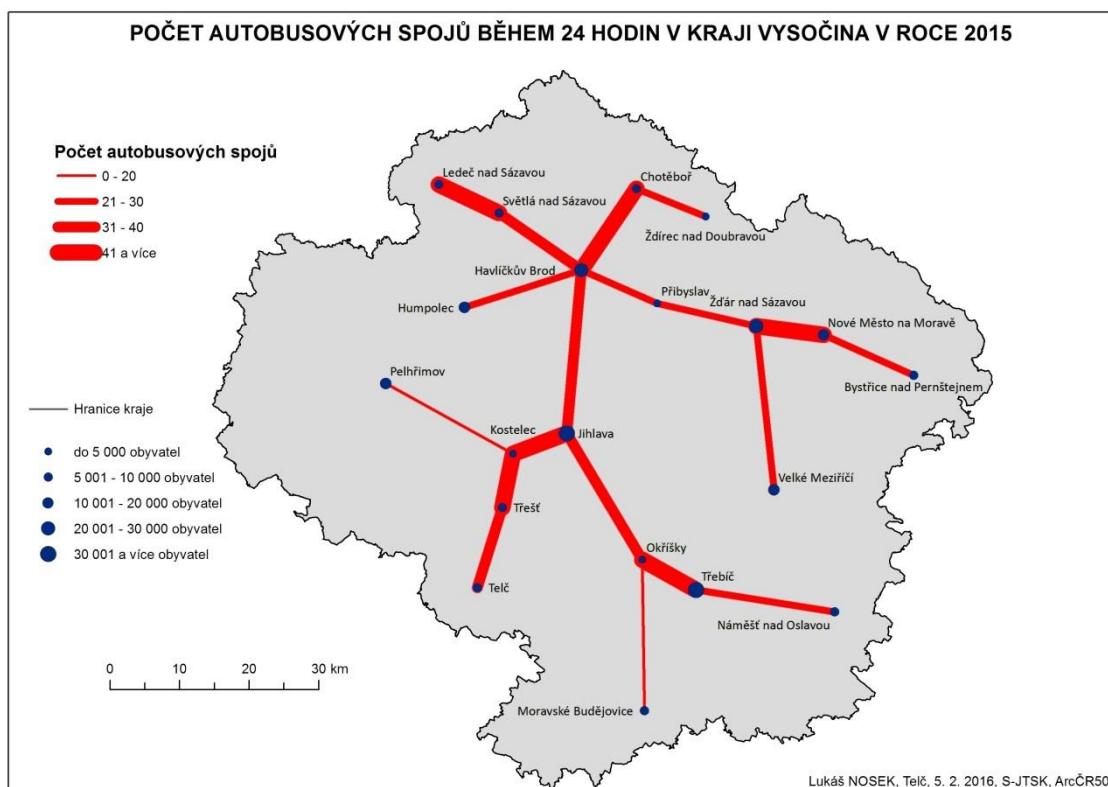 POČET AUTOBUSOVÝCH SPOJŮ BĚHEM 24 HODIN V KRAJI VYSOČINA V ROCE 2015
Počet autobusových spojů
0 - 20
21 - 30
31 - 40
41 a více
Ledeč nad Sázavou
Světlá nad Sázavou
Chotěboř
Ždírec nad Doubravou
Havlíčkův Brod
Přibyslav
Humpolec
Žďár nad Sázavou
Nové Město na Moravě
Bystřice nad Pernštejnem
Pelhřimov
Hranice kraje
Kostelec
Jihlava
do 5 000 obyvatel
5 001 - 10 000 obyvatel
10 001 - 20 000 obyvatel
20 001 - 30 000 obyvatel
30 001 a více obyvatel
Velké Meziříčí
Třešť
Okříšky
Telč
Třebíč
Náměšť nad Oslavou
0 10 20 30 km
Moravské Budějovice
Lukáš NOSEK, Telč, 5. 2. 2016, S-JTSK, ArcČR50